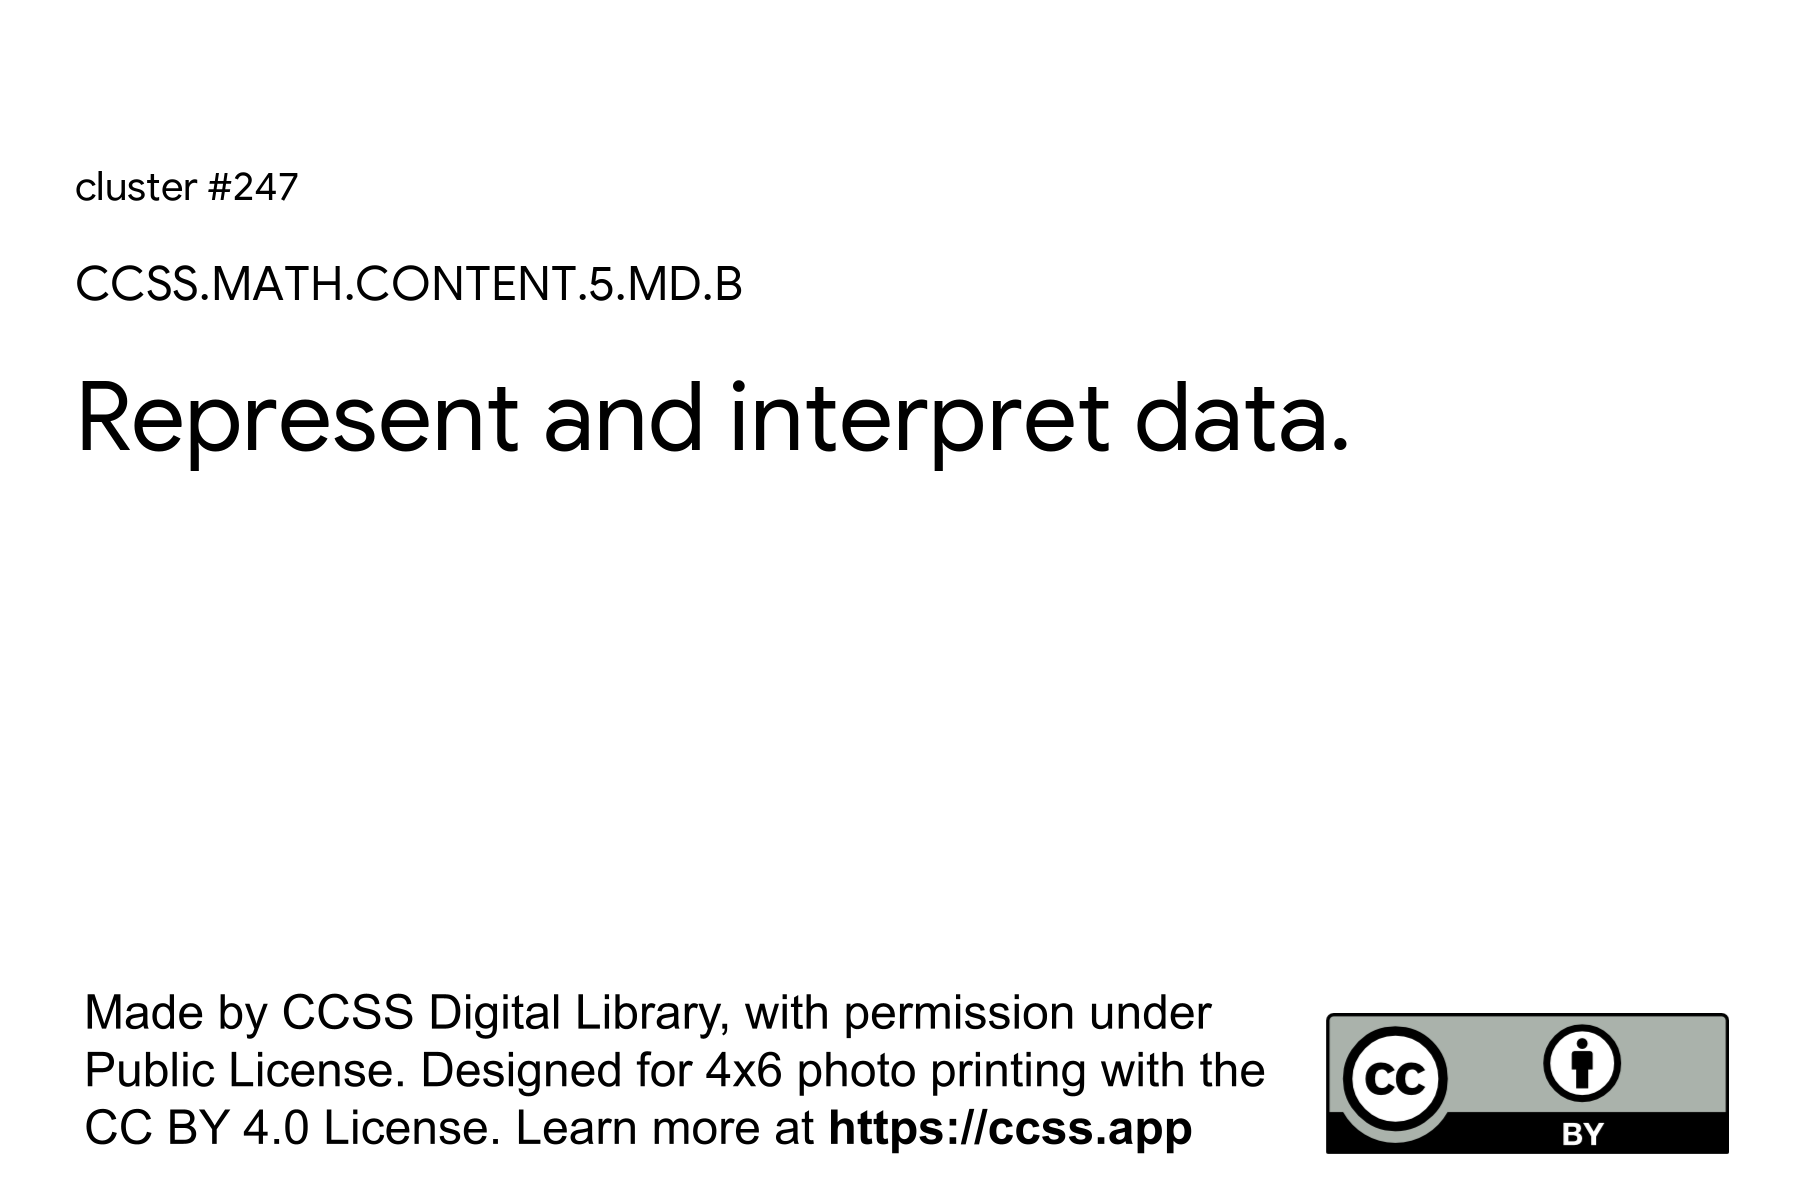 cluster #247
CCSS.MATH.CONTENT.5.MD.B
Represent and interpret data.
Made by CCSS Digital Library, with permission under
Public License. Designed for 4x6 photo printing with the
CC BY 4.0 License. Learn more at https://ccss.app
CC
BY